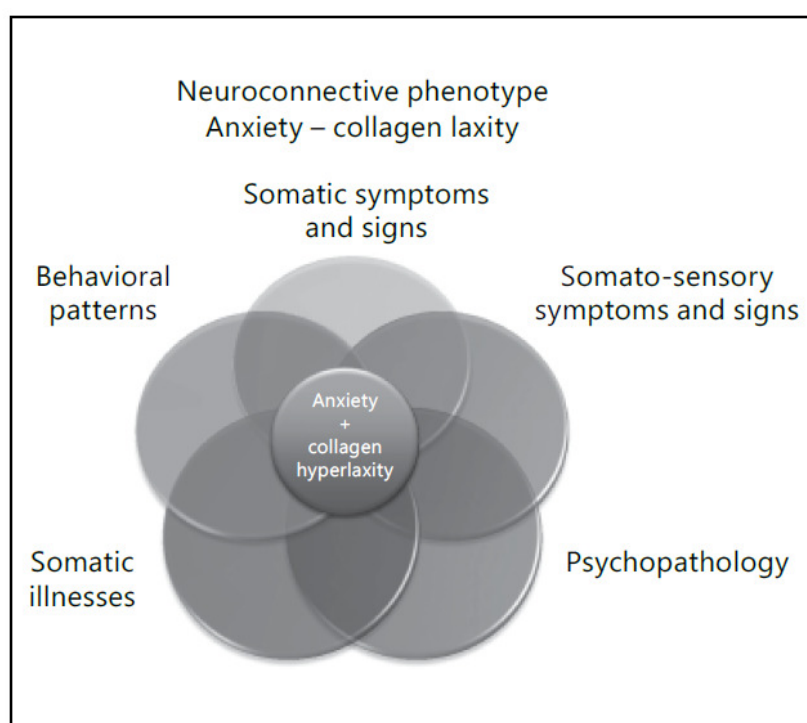 Neuroconnective phenotype
Anxiety – collagen laxity
Somatic symptoms
and signs
Behavioral
patterns
Somato-sensory
symptoms and signs
Anxiety
+
collagen
hyperlaxity
Somatic
illnesses
Psychopathology